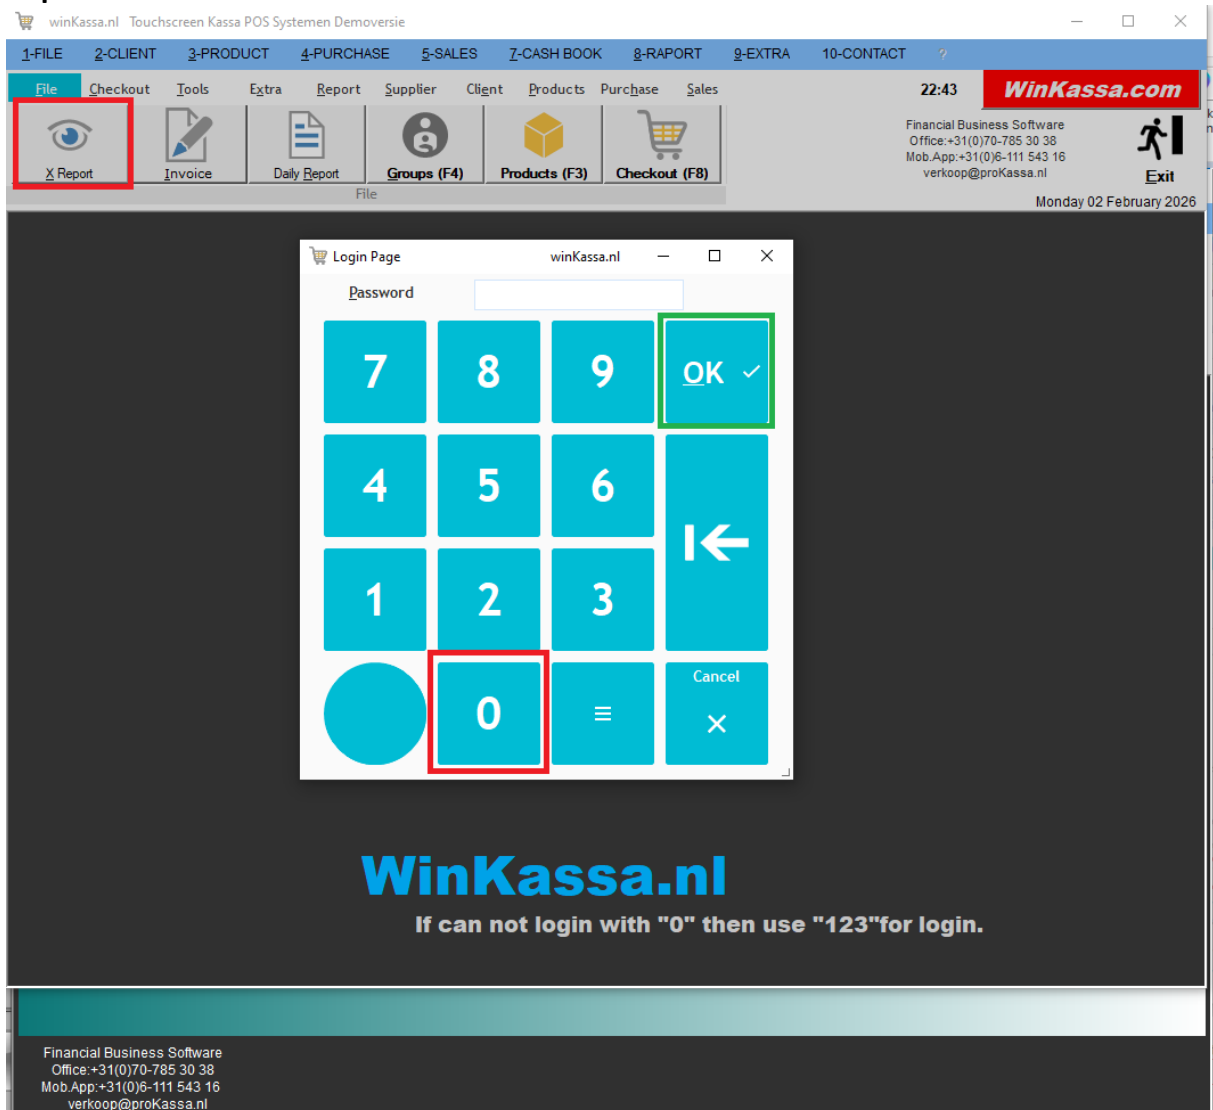 winKassa.nl Touchscreen Kassa POS Systemen Demoversie
1-FILE 2-CLIENT 3-PRODUCT 4-PURCHASE 5-SALES 7-CASH BOOK 8-RAPORT 9-EXTRA 10-CONTACT ?
File Checkout Tools Extra Report Supplier Client Products Purchase Sales 22:43 WinKassa.com
Financial Business Software
Office:+31(0)70-785 30 38
Mob.App:+31(0)6-111 543 16
verkoop@proKassa.nl
X Report Invoice Daily Report Groups (F4) Products (F3) Checkout (F8) Exit
File
Monday 02 February 2026
Login Page winKassa.nl
Password
7 8 9 OK
4 5 6
1 2 3
Cancel
0
WinKassa.nl
If can not login with "0" then use "123"for login.
Financial Business Software
Office:+31(0)70-785 30 38
Mob.App:+31(0)6-111 543 16
verkoop@proKassa.nl